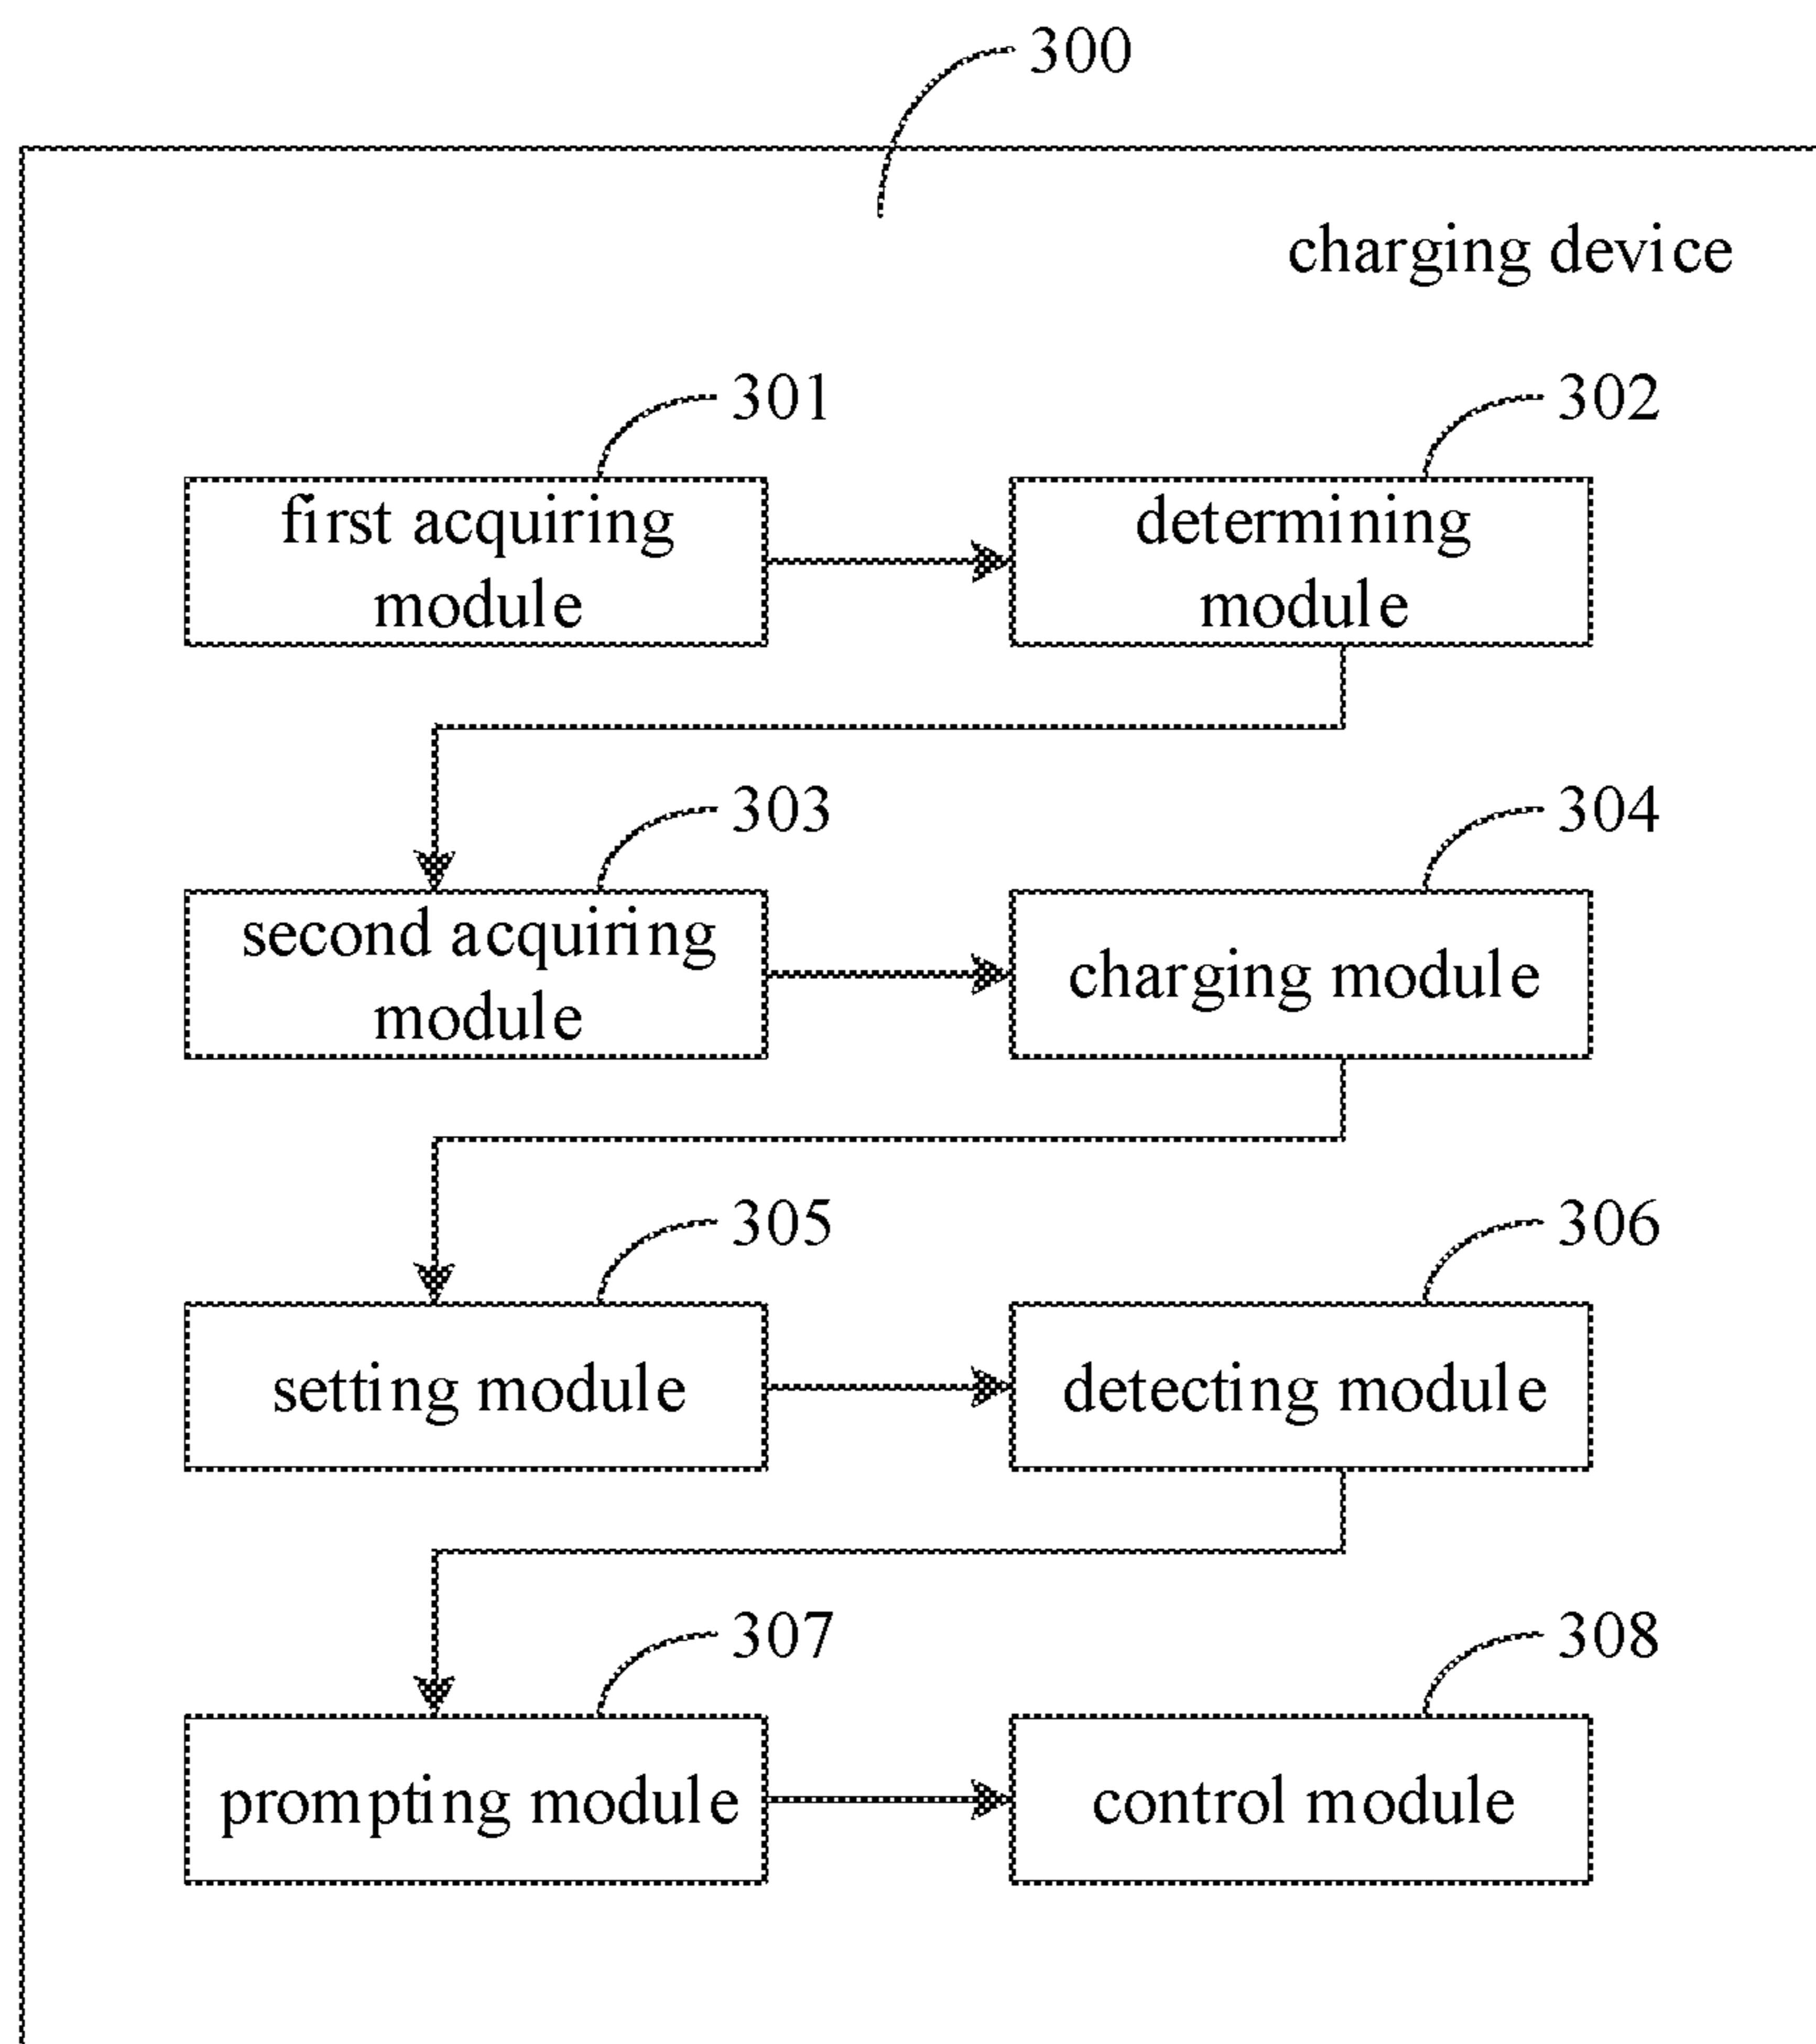 300
charging device
301
302
first acquiring
module
determining
module
303
304
second acquiring
module
charging module
305
306
setting module
detecting module
307
308
prompting module
control module